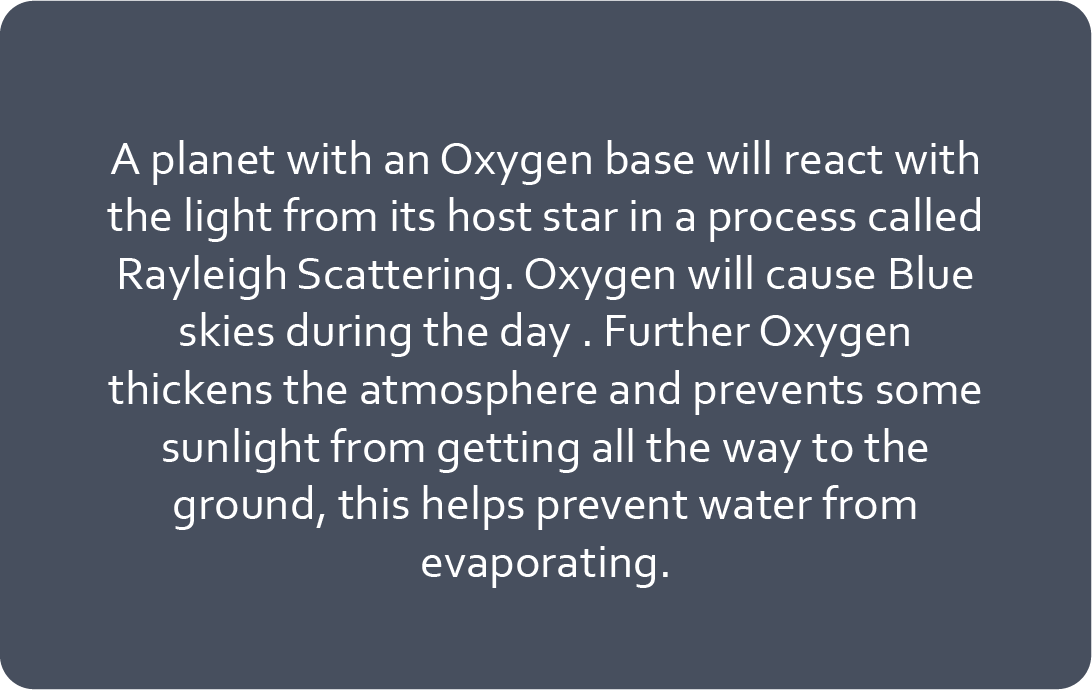 A planet with an Oxygen base will react with
the light from its host star in a process called
Rayleigh Scattering. Oxygen will cause Blue
skies during the day . Further Oxygen
thickens the atmosphere and prevents some
sunlight from getting all the way to the
ground, this helps prevent water from
evaporating.